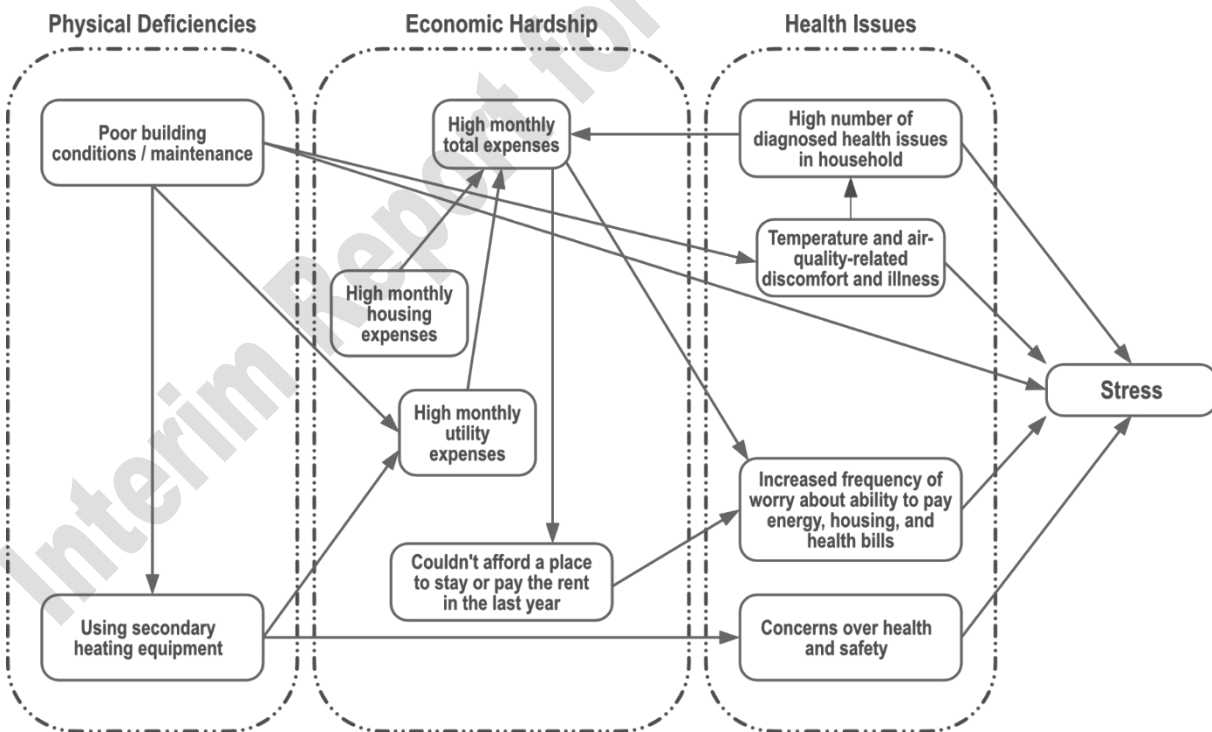 Physical Deficiencies
Economic Hardship
Health Issues
Poor building
conditions / maintenance
High monthly
total expenses
High number of
diagnosed health issues
in household
Temperature and air-
quality-related
discomfort and illness
High monthly
housing
expenses
Stress
High monthly
utility
expenses
Increased frequency of
worry about ability to pay
energy, housing, and
health bills
Couldn't afford a place
to stay or pay the rent
in the last year
Using secondary
heating equipment
Concerns over health
and safety
Interim Report for